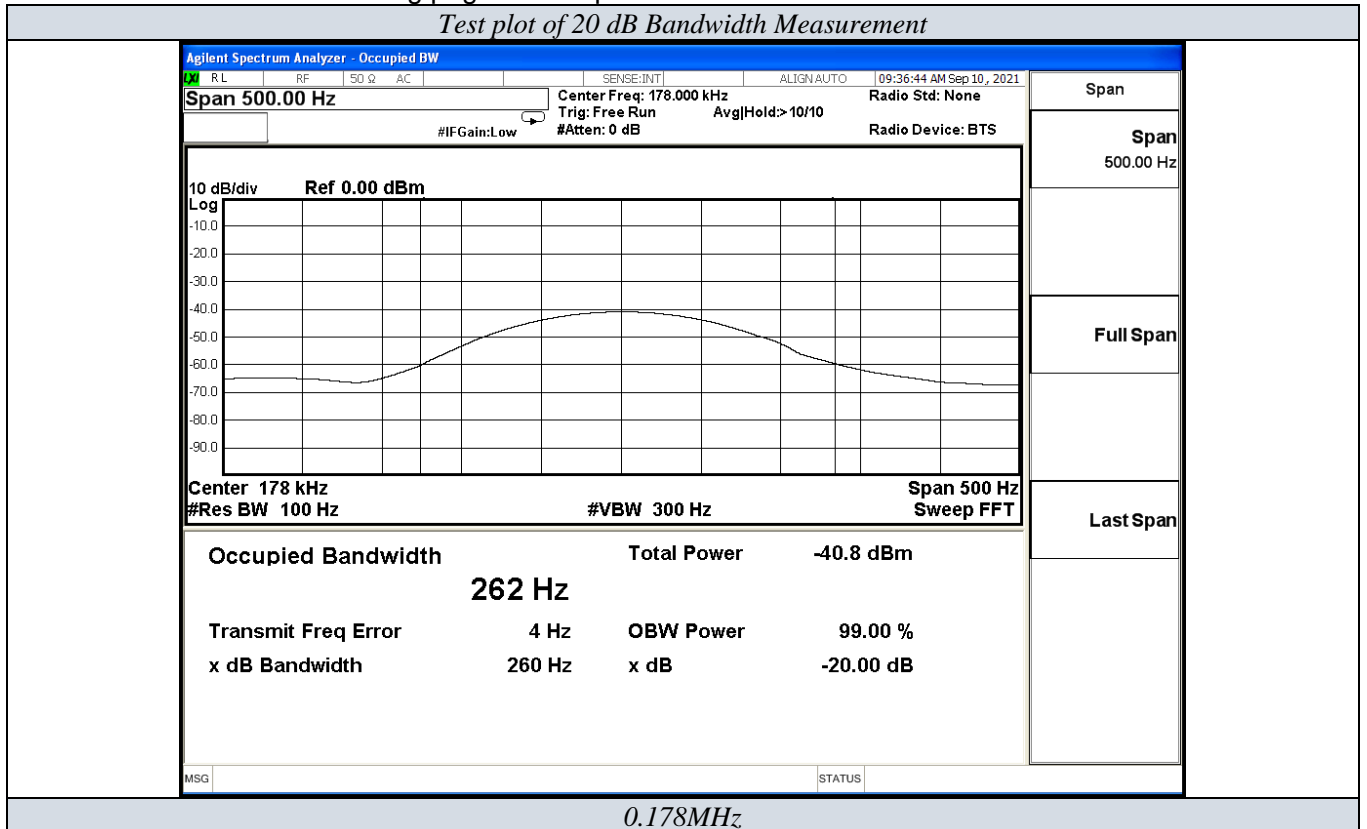 Test plot of 20 dB Bandwidth Measurement
Agilent Spectrum Analyzer - Occupied BW
LXI RL RF 50 Ω AC SENSE:INT ALIGNAUTO 09:36:44 AM Sep 10, 2021
Span 500.00 Hz
Center Freq: 178.000 kHz Radio Std: None
Trig: Free Run Avg|Hold:>10/10
#IFGain:Low #Atten: 0 dB Radio Device: BTS
Span
Span
500.00 Hz
Full Span
Last Span
10 dB/div Ref 0.00 dBm
Log
-10.0
-20.0
-30.0
-40.0
-50.0
-60.0
-70.0
-80.0
-90.0
Center 178 kHz Span 500 Hz
#Res BW 100 Hz #VBW 300 Hz Sweep FFT
Occupied Bandwidth Total Power -40.8 dBm
262 Hz
Transmit Freq Error 4 Hz OBW Power 99.00 %
x dB Bandwidth 260 Hz x dB -20.00 dB
MSG STATUS
0.178MHz